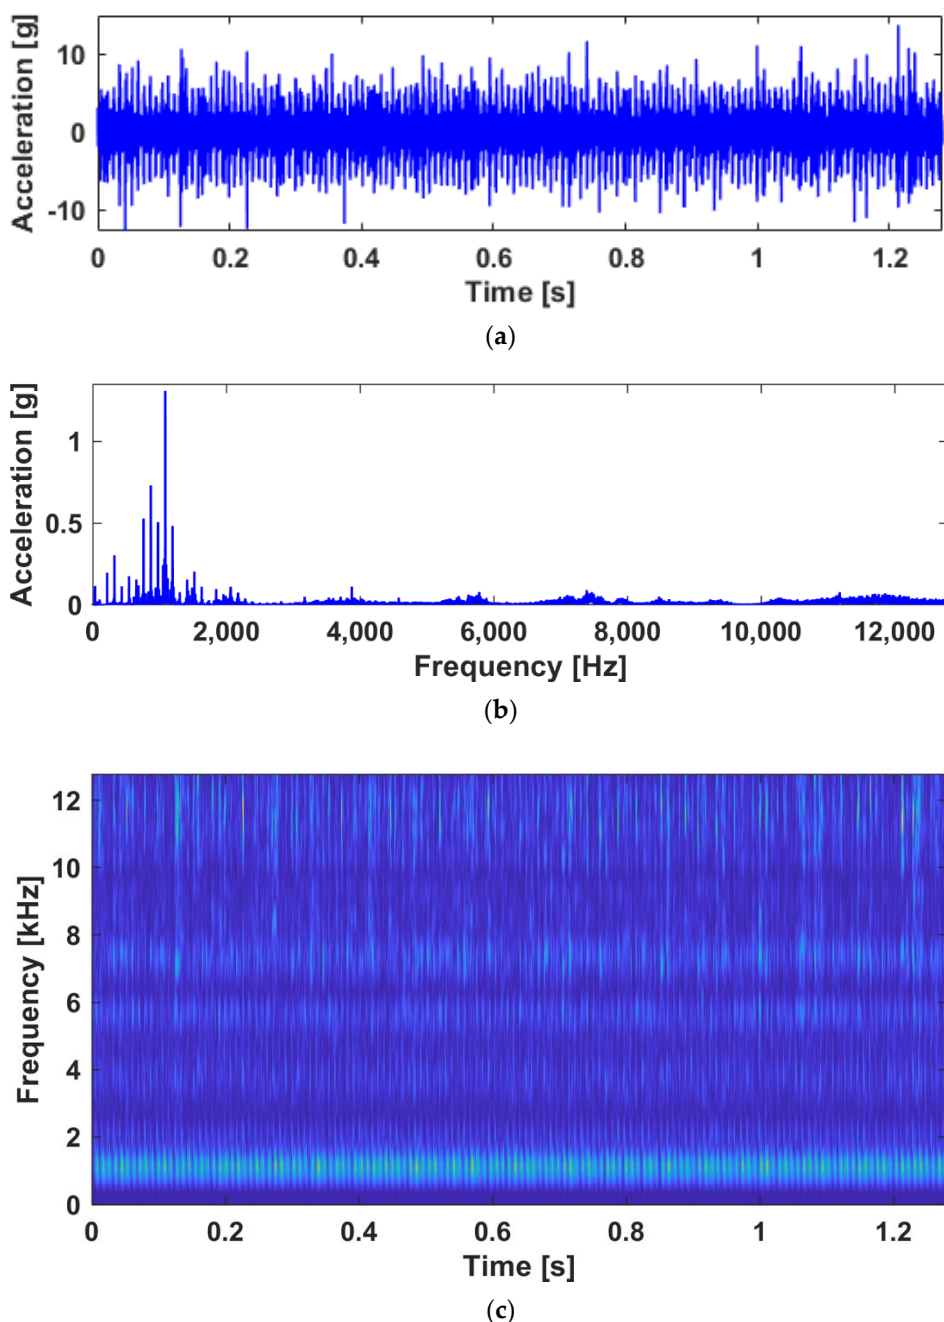 Acceleration [g]
10
0
-10
0 0.2 0.4 0.6 0.8 1 1.2
Time [s]
(a)
Acceleration [g]
1
0.5
0
0 2,000 4,000 6,000 8,000 10,000 12,000
Frequency [Hz]
(b)
Frequency [kHz]
12
10
8
6
4
2
0
0 0.2 0.4 0.6 0.8 1 1.2
Time [s]
(c)